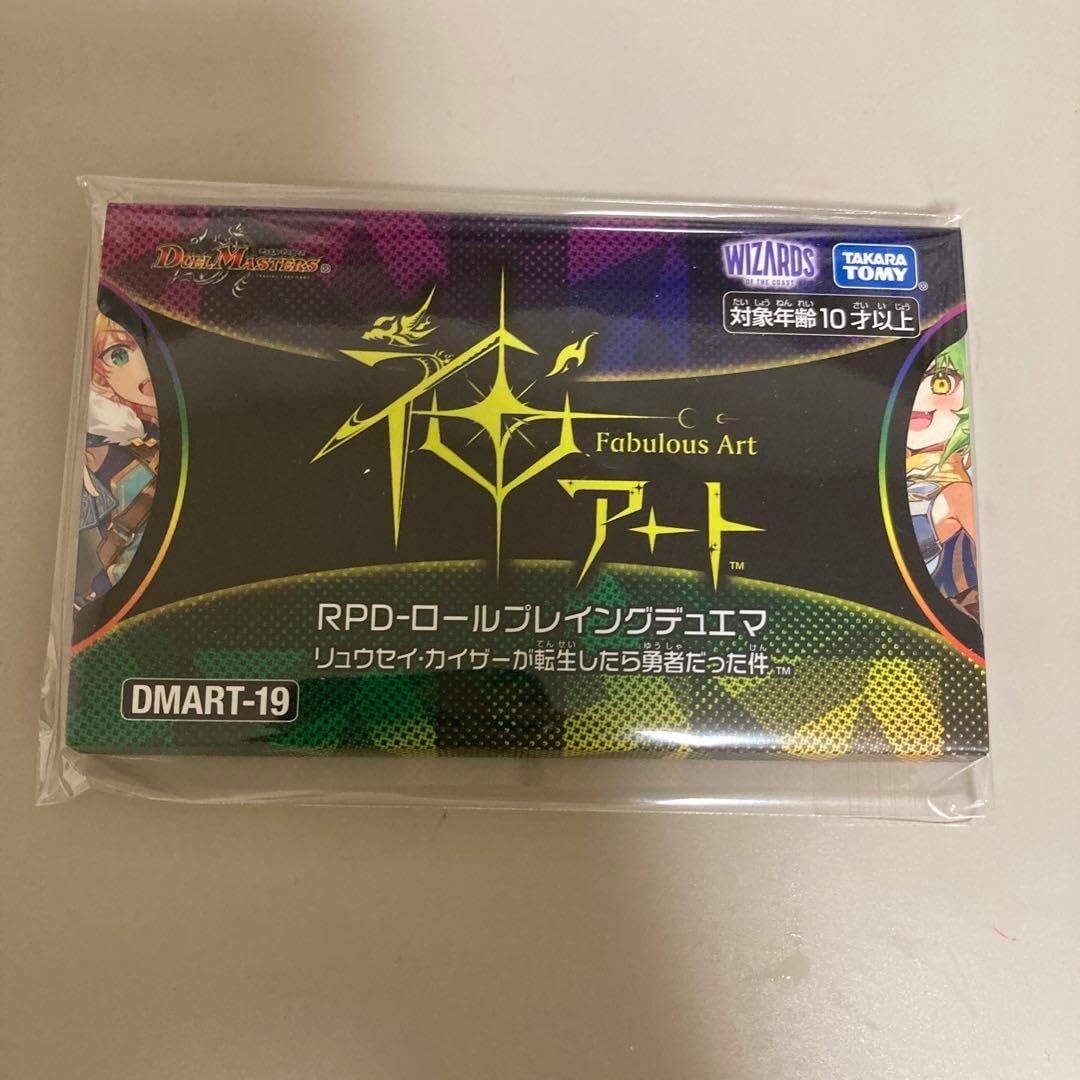 DUEL MASTERS
WIZARDS
OF THE COAST
TAKARA
TOMY
たいしょうねんれい さいいじょう
対象年齢10才以上
神
Fabulous Art
アート™
RPD-ロールプレイングデュエマ
てんせい ゆうしゃ けん
リュウセイ・カイザーが転生したら勇者だった件™
DMART-19